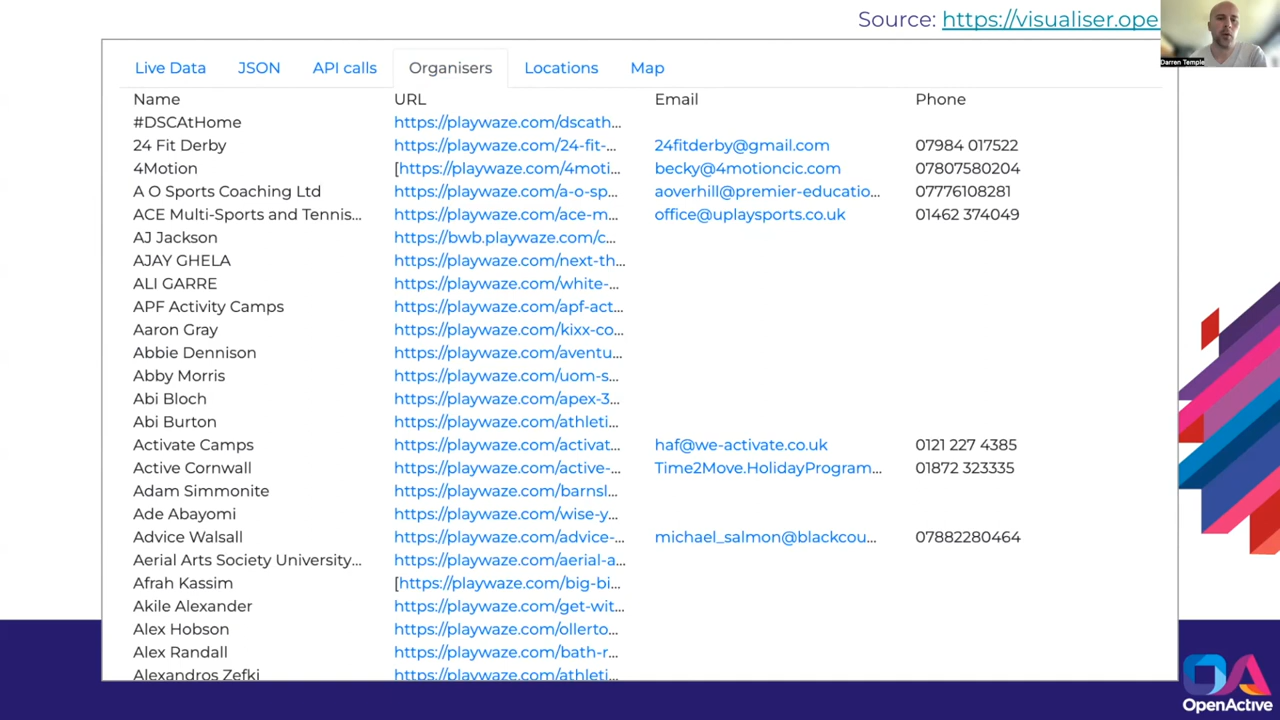 Source: https://visualiser.ope
Darren Temple
Live Data JSON API calls Organisers Locations Map
Name URL Email Phone
#DSCAtHome https://playwaze.com/dscath...
24 Fit Derby https://playwaze.com/24-fit-... 24fitderby@gmail.com 07984 017522
4Motion [https://playwaze.com/4moti... becky@4motioncic.com 07807580204
A O Sports Coaching Ltd https://playwaze.com/a-o-sp... aoverhill@premier-educatio... 07776108281
ACE Multi-Sports and Tennis... https://playwaze.com/ace-m... office@uplaysports.co.uk 01462 374049
AJ Jackson https://bwb.playwaze.com/c...
AJAY GHELA https://playwaze.com/next-th...
ALI GARRE https://playwaze.com/white-...
APF Activity Camps https://playwaze.com/apf-act...
Aaron Gray https://playwaze.com/kixx-co...
Abbie Dennison https://playwaze.com/aventu...
Abby Morris https://playwaze.com/uom-s...
Abi Bloch https://playwaze.com/apex-3...
Abi Burton https://playwaze.com/athleti...
Activate Camps https://playwaze.com/activat... haf@we-activate.co.uk 0121 227 4385
Active Cornwall https://playwaze.com/active-... Time2Move.HolidayProgram... 01872 323335
Adam Simmonite https://playwaze.com/barnsl...
Ade Abayomi https://playwaze.com/wise-y...
Advice Walsall https://playwaze.com/advice-... michael_salmon@blackcou... 07882280464
Aerial Arts Society University... https://playwaze.com/aerial-a...
Afrah Kassim [https://playwaze.com/big-bi...
Akile Alexander https://playwaze.com/get-wit...
Alex Hobson https://playwaze.com/ollerto...
Alex Randall https://playwaze.com/bath-r...
Alexandros Zefki https://playwaze.com/athleti...
OpenActive